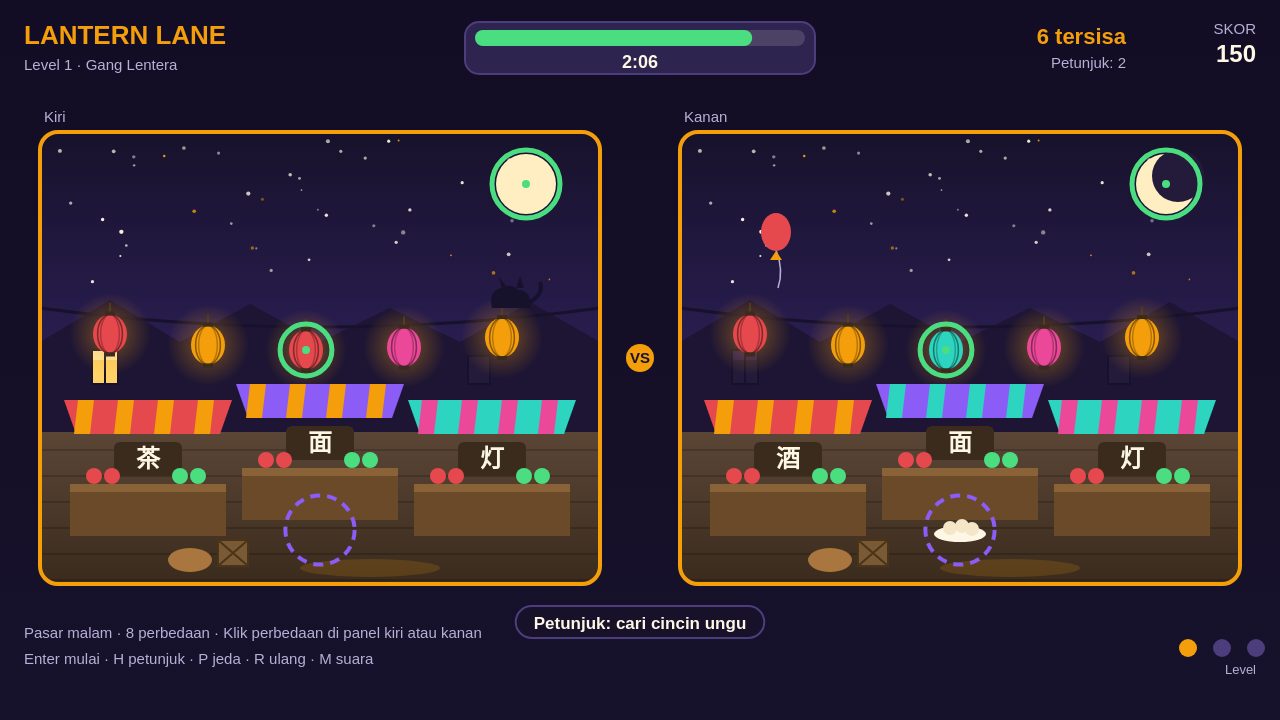 LANTERN LANE
Level 1 · Gang Lentera
2:06
6 tersisa
Petunjuk: 2
SKOR
150
Kiri
Kanan
VS
茶
面
灯
酒
面
灯
Petunjuk: cari cincin ungu
Pasar malam · 8 perbedaan · Klik perbedaan di panel kiri atau kanan
Enter mulai · H petunjuk · P jeda · R ulang · M suara
Level